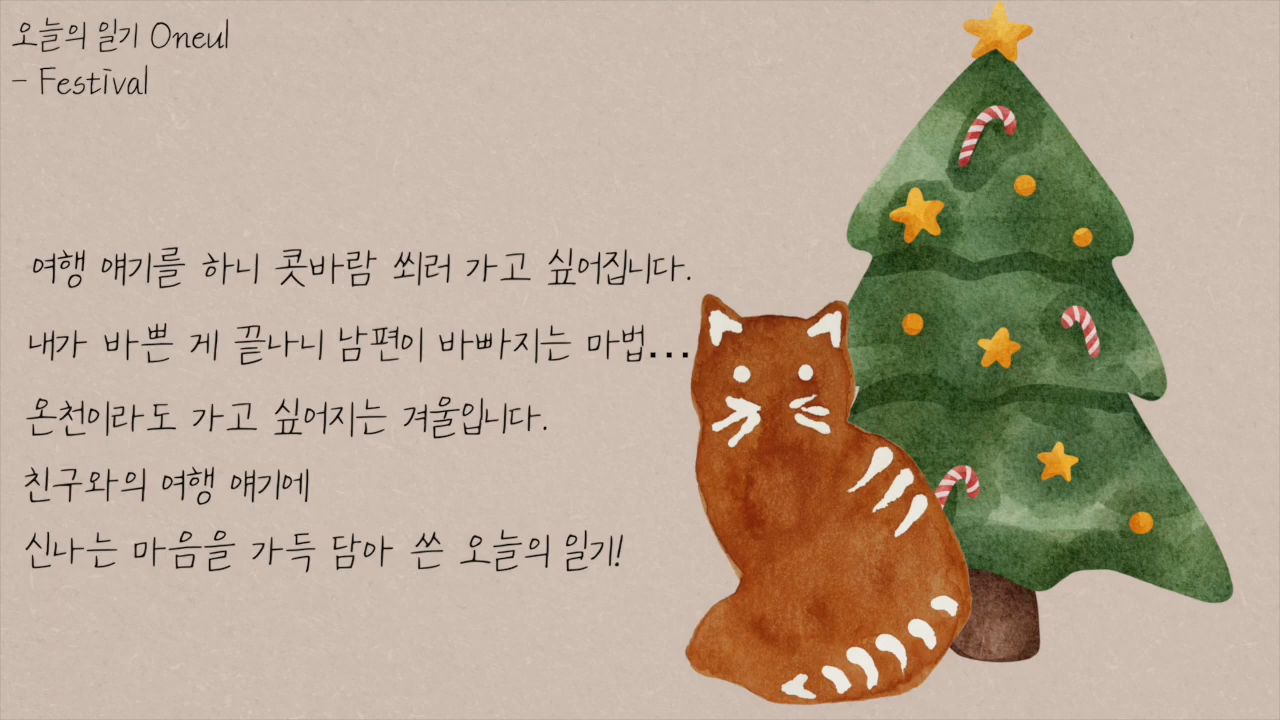 오늘의 일기 Oneul
- Festival
여행 얘기를 하니 콧바람 쐬러 가고 싶어집니다.
내가 바쁜 게 끝나니 남편이 바빠지는 마법...
온천이라도 가고 싶어지는 겨울입니다.
친구와의 여행 얘기에
신나는 마음을 가득 담아 쓴 오늘의 일기!